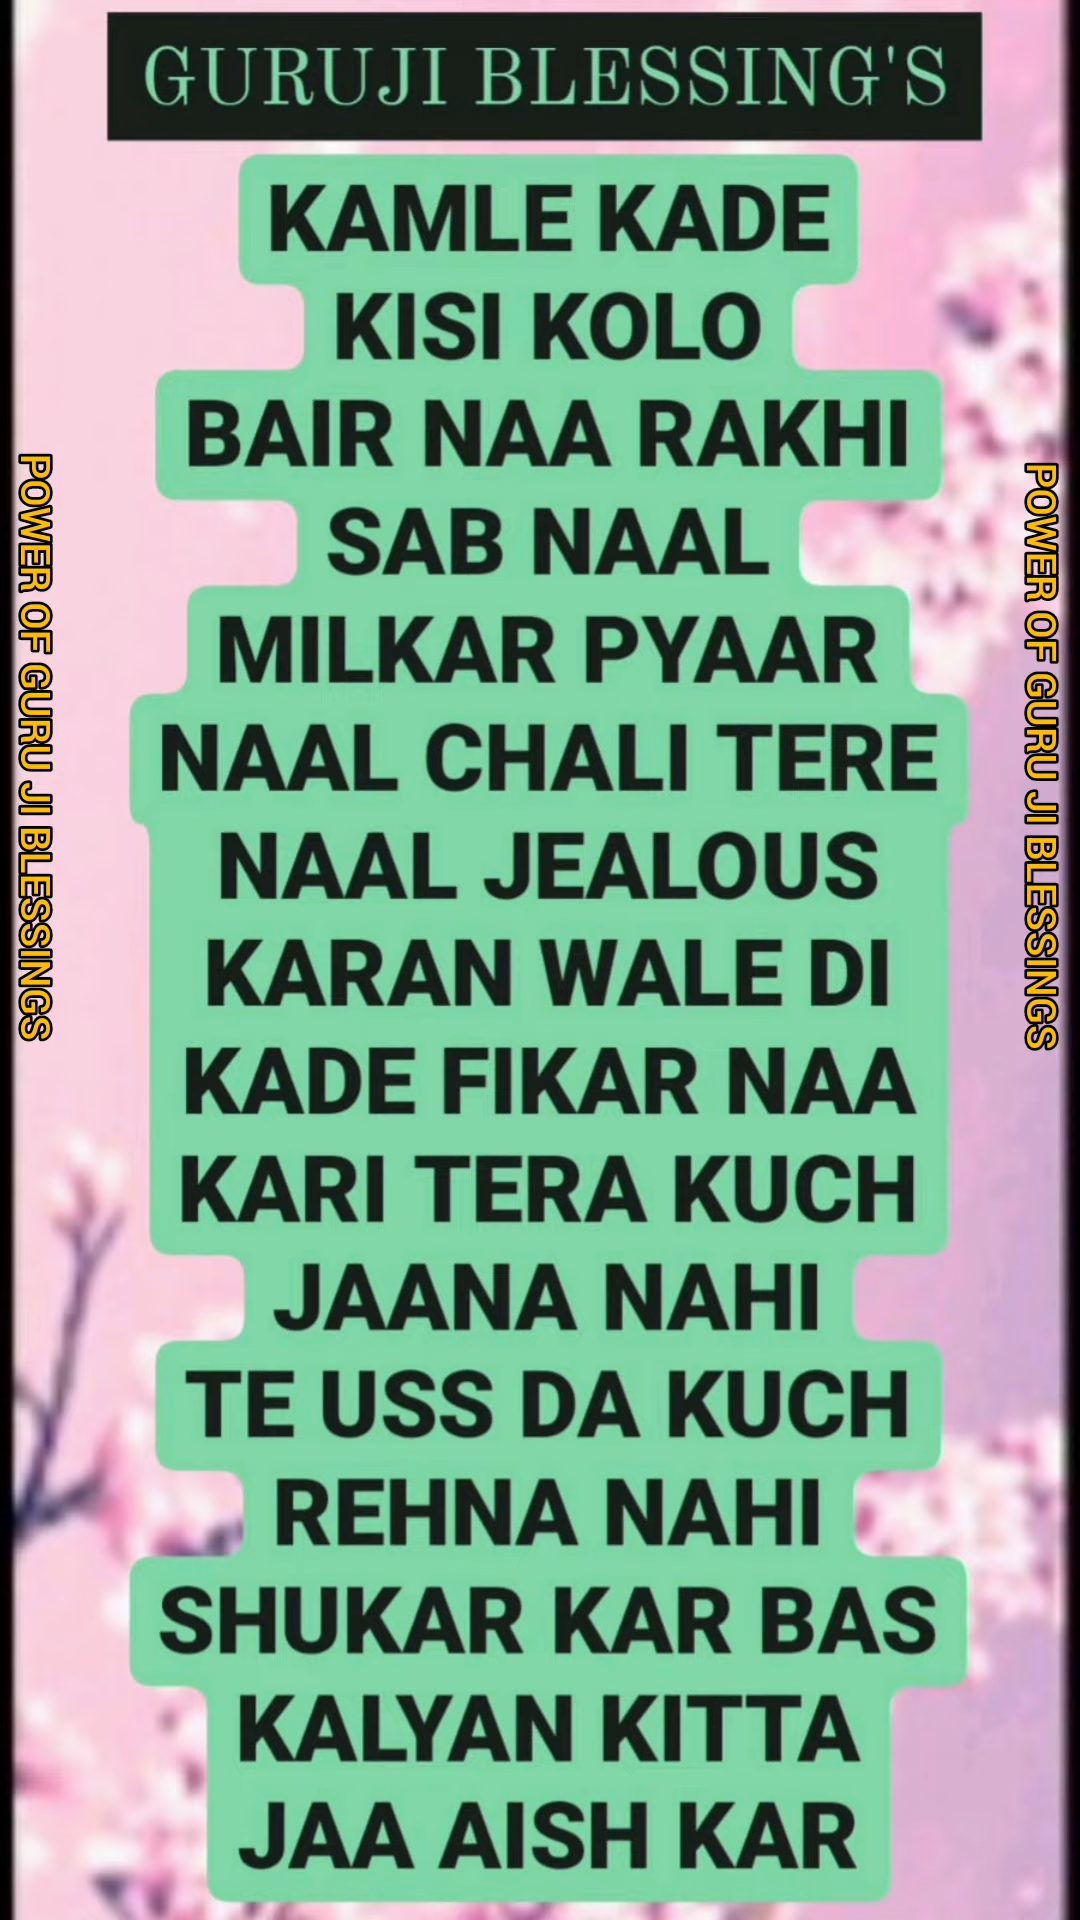 GURUJI BLESSING'S
KAMLE KADE
KISI KOLO
BAIR NAA RAKHI
SAB NAAL
MILKAR PYAAR
NAAL CHALI TERE
NAAL JEALOUS
KARAN WALE DI
KADE FIKAR NAA
KARI TERA KUCH
JAANA NAHI
TE USS DA KUCH
REHNA NAHI
SHUKAR KAR BAS
KALYAN KITTA
JAA AISH KAR
POWER OF GURU JI BLESSINGS
POWER OF GURU JI BLESSINGS